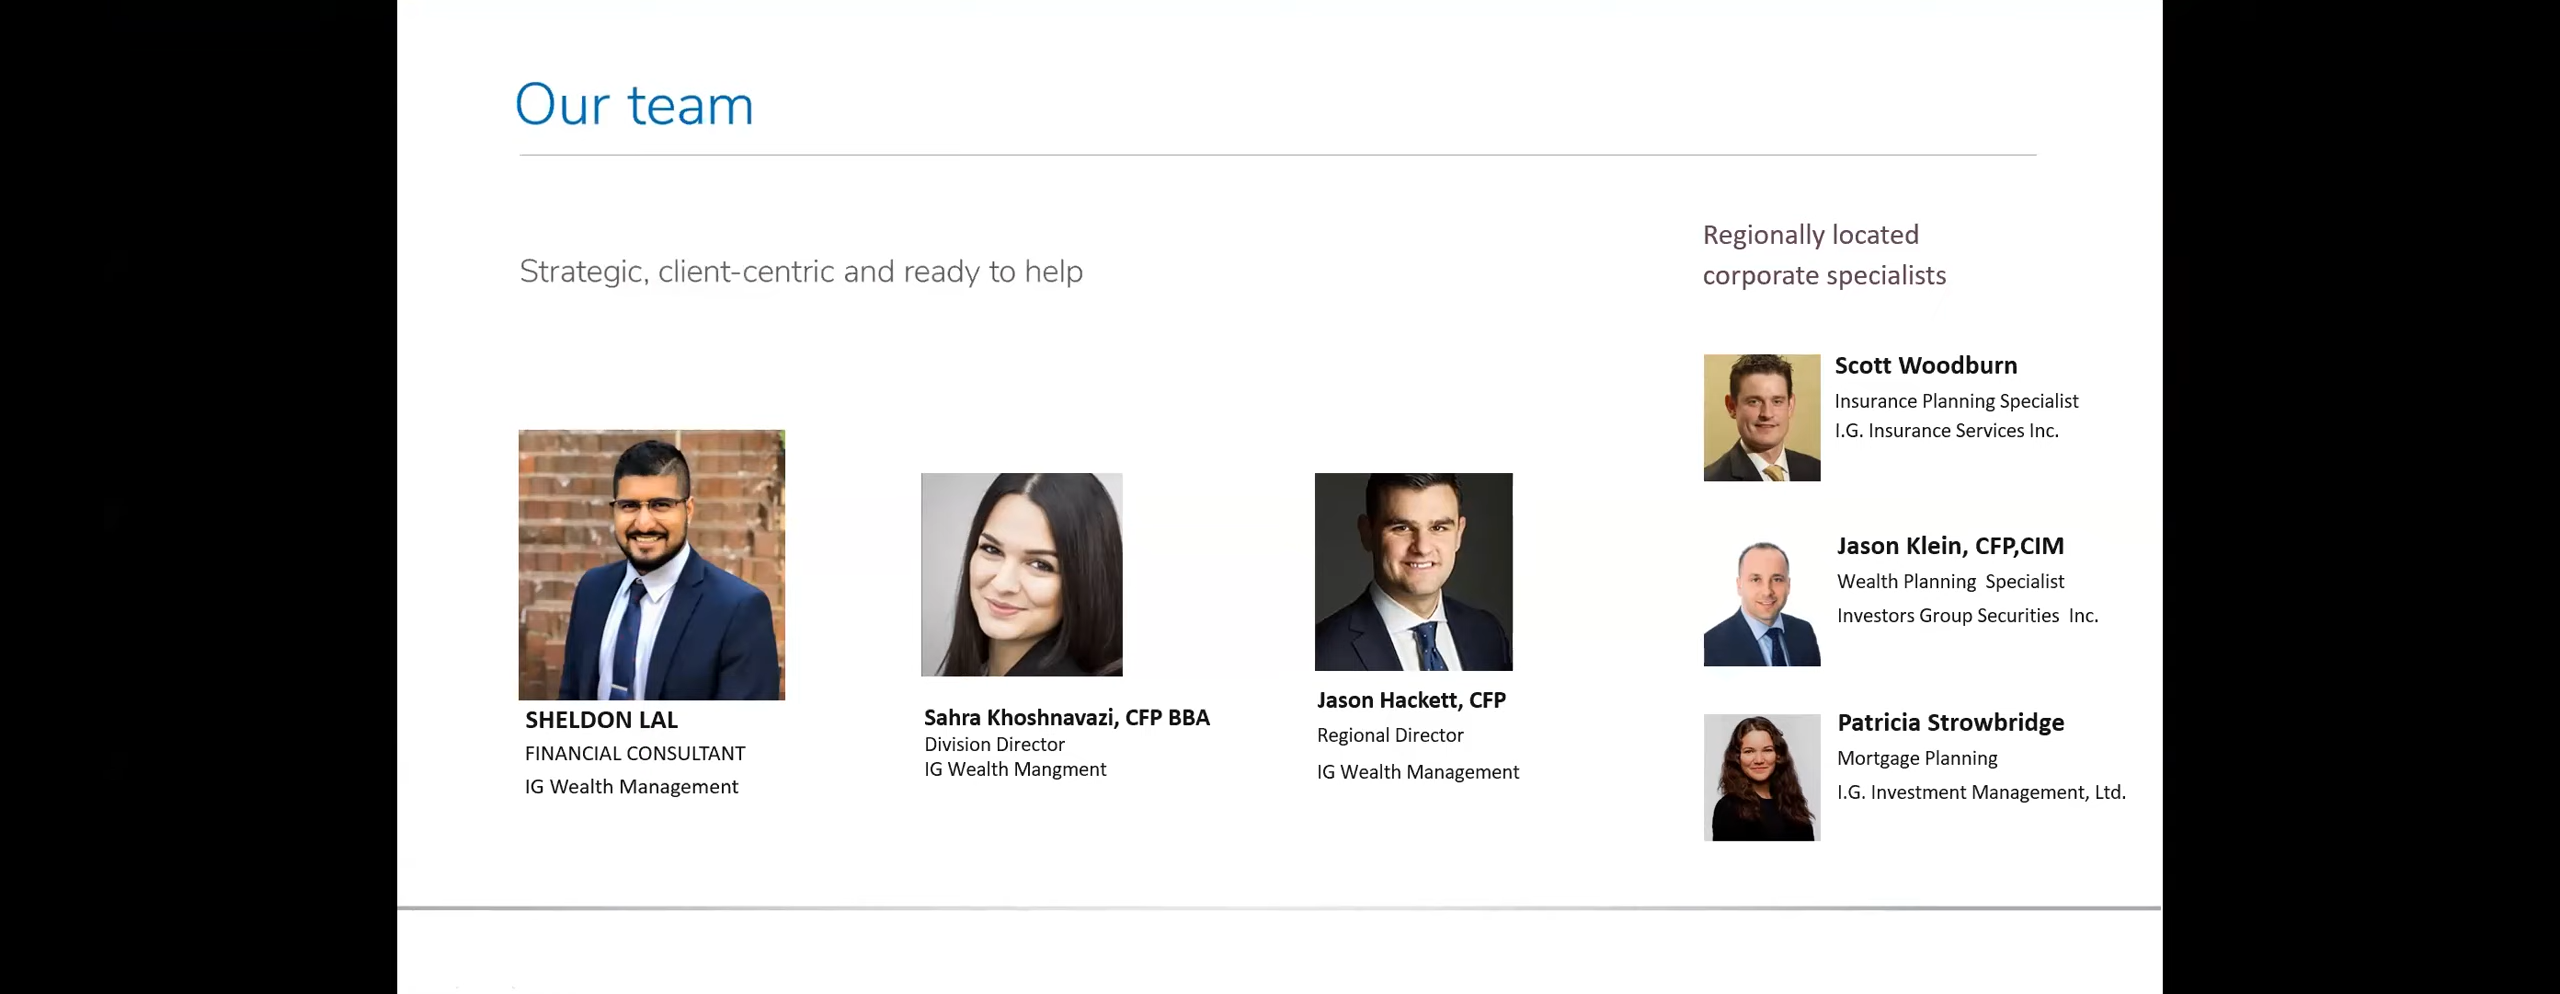 Our team
Strategic, client-centric and ready to help
SHELDON LAL
FINANCIAL CONSULTANT
IG Wealth Management
Sahra Khoshnavazi, CFP BBA
Division Director
IG Wealth Mangment
Jason Hackett, CFP
Regional Director
IG Wealth Management
Regionally located
corporate specialists
Scott Woodburn
Insurance Planning Specialist
I.G. Insurance Services Inc.
Jason Klein, CFP,CIM
Wealth Planning  Specialist
Investors Group Securities  Inc.
Patricia Strowbridge
Mortgage Planning
I.G. Investment Management, Ltd.